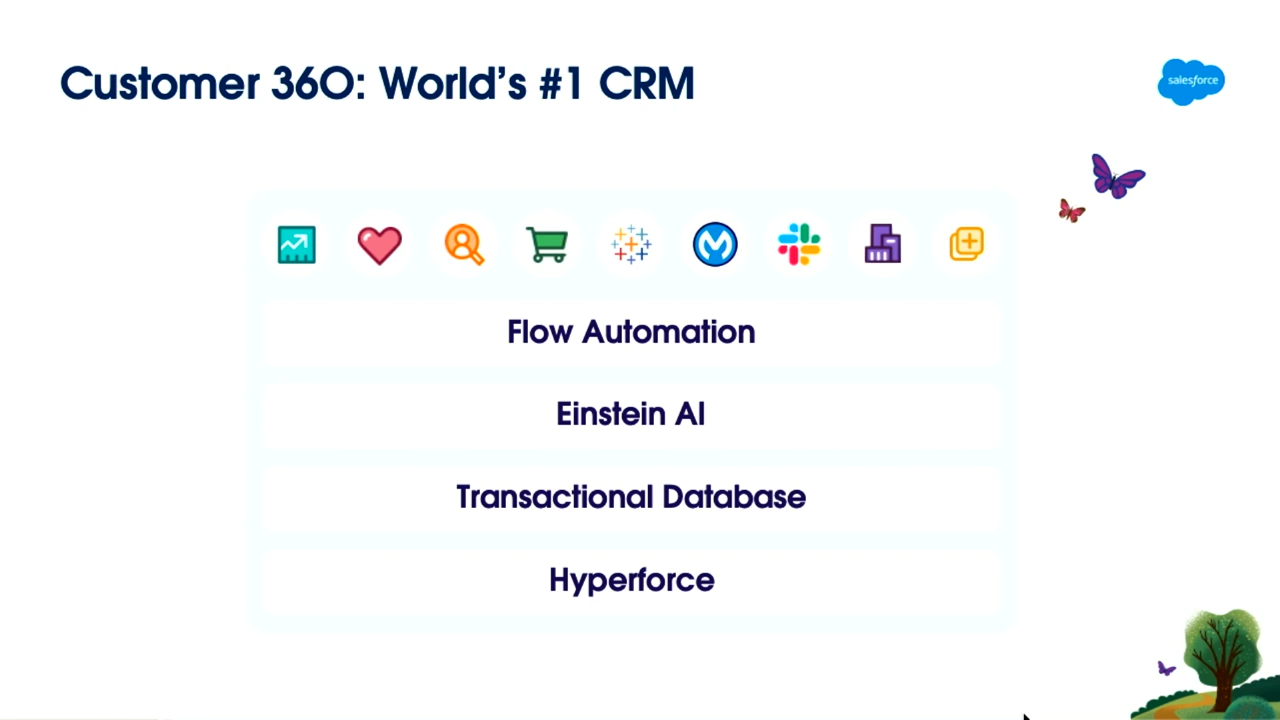 Customer 360: World's #1 CRM
salesforce
Flow Automation
Einstein AI
Transactional Database
Hyperforce